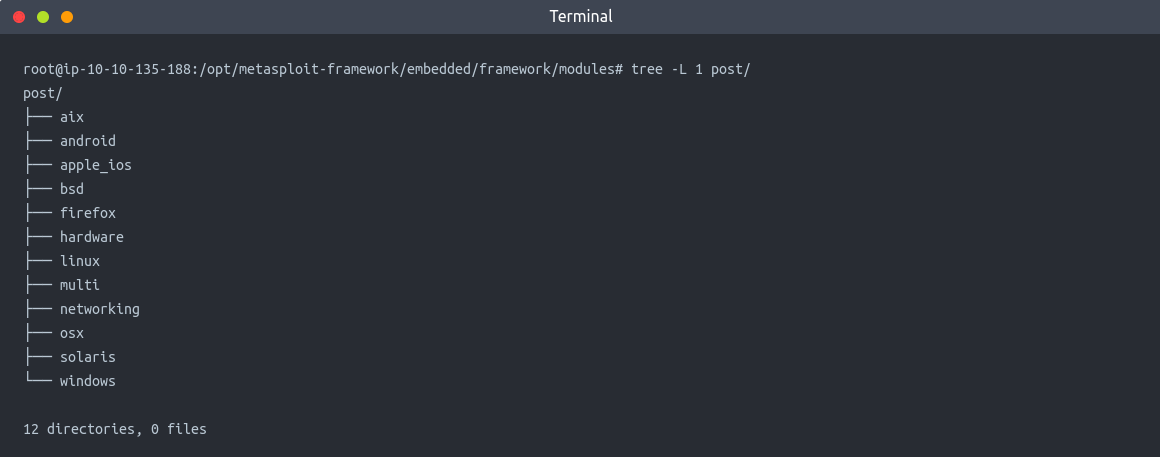 Terminal
root@ip-10-10-135-188:/opt/metasploit-framework/embedded/framework/modules# tree -L 1 post/
post/
├── aix
├── android
├── apple_ios
├── bsd
├── firefox
├── hardware
├── linux
├── multi
├── networking
├── osx
├── solaris
└── windows
12 directories, 0 files